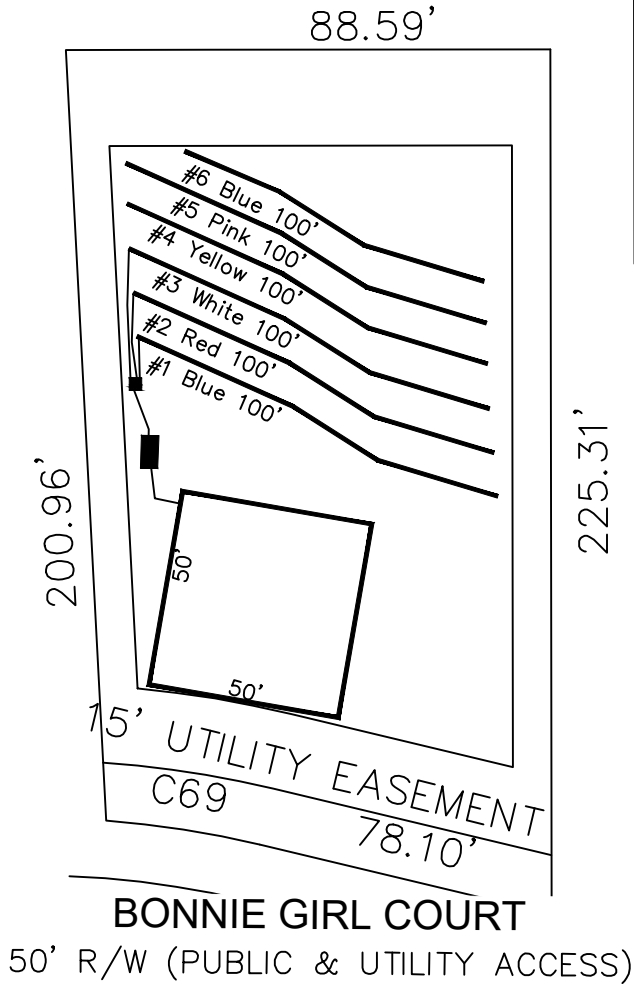 88.59'
#6 Blue 100'
#5 Pink 100'
#4 Yellow 100'
#3 White 100'
#2 Red 100'
#1 Blue 100'
200.96'
225.31'
50'
50'
15' UTILITY EASEMENT
C69
78.10'
BONNIE GIRL COURT
50' R/W (PUBLIC & UTILITY ACCESS)